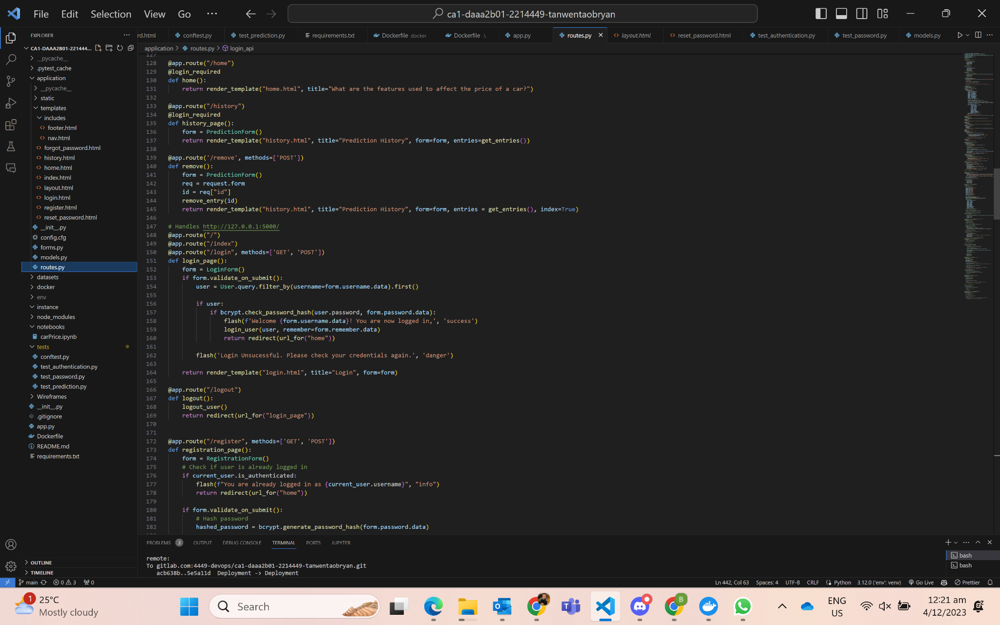 File Edit Selection View Go ··· ca1-daaa2b01-2214449-tanwentaobryan
EXPLORER ···
rd.html conftest.py test_prediction.py requirements.txt Dockerfile docker Dockerfile .\ app.py routes.py layout.html reset_password.html test_authentication.py test_password.py models.py
CA1-DAAA2B01-221444...
application > routes.py > login_api
__pycache__
.pytest_cache
application
__pycache__
static
templates
includes
footer.html
nav.html
forgot_password.html
history.html
home.html
index.html
layout.html
login.html
register.html
reset_password.html
__init__.py
config.cfg
forms.py
models.py
routes.py
datasets
docker
env
instance
node_modules
notebooks
carPrice.ipynb
tests
conftest.py
test_authentication.py
test_password.py
test_prediction.py
Wireframes
__init__.py
.gitignore
app.py
Dockerfile
README.md
requirements.txt
OUTLINE
TIMELINE
127
128 @app.route("/home")
129 @login_required
130 def home():
131 return render_template("home.html", title="What are the features used to affect the price of a car?")
132
133 @app.route("/history")
134 @login_required
135 def history_page():
136 form = PredictionForm()
137 return render_template("history.html", title="Prediction History", form=form, entries=get_entries())
138
139 @app.route('/remove', methods=['POST'])
140 def remove():
141 form = PredictionForm()
142 req = request.form
143 id = req["id"]
144 remove_entry(id)
145 return render_template("history.html", title="Prediction History", form=form, entries = get_entries(), index=True)
146
147 # Handles http://127.0.0.1:5000/
148 @app.route("/")
149 @app.route("/index")
150 @app.route("/login", methods=['GET', 'POST'])
151 def login_page():
152 form = LoginForm()
153 if form.validate_on_submit():
154 user = User.query.filter_by(username=form.username.data).first()
155
156 if user:
157 if bcrypt.check_password_hash(user.password, form.password.data):
158 flash(f'Welcome {form.username.data}! You are now logged in,', 'success')
159 login_user(user, remember=form.remember.data)
160 return redirect(url_for("home"))
161
162 flash('Login Unsucessful. Please check your credentials again.', 'danger')
163
164 return render_template("login.html", title="Login", form=form)
165
166 @app.route("/logout")
167 def logout():
168 logout_user()
169 return redirect(url_for("login_page"))
170
171
172 @app.route("/register", methods=['GET', 'POST'])
173 def registration_page():
174 form = RegistrationForm()
175 # Check if user is already logged in
176 if current_user.is_authenticated:
177 flash(f"You are already logged in as {current_user.username}", "info")
178 return redirect(url_for("home"))
179
180 if form.validate_on_submit():
181 # Hash password
182 hashed_password = bcrypt.generate_password_hash(form.password.data)
PROBLEMS 3 OUTPUT DEBUG CONSOLE TERMINAL PORTS JUPYTER
remote:
To gitlab.com:4449-devops/ca1-daaa2b01-2214449-tanwentaobryan.git
acb638b..5e5a11d Deployment -> Deployment
bash
bash
main 0 3 0 Ln 442, Col 63 Spaces: 4 UTF-8 CRLF Python 3.12.0 ('env': venv) Go Live Prettier
1 25°C
Mostly cloudy
Search
B
ENG
US
12:21 am
4/12/2023